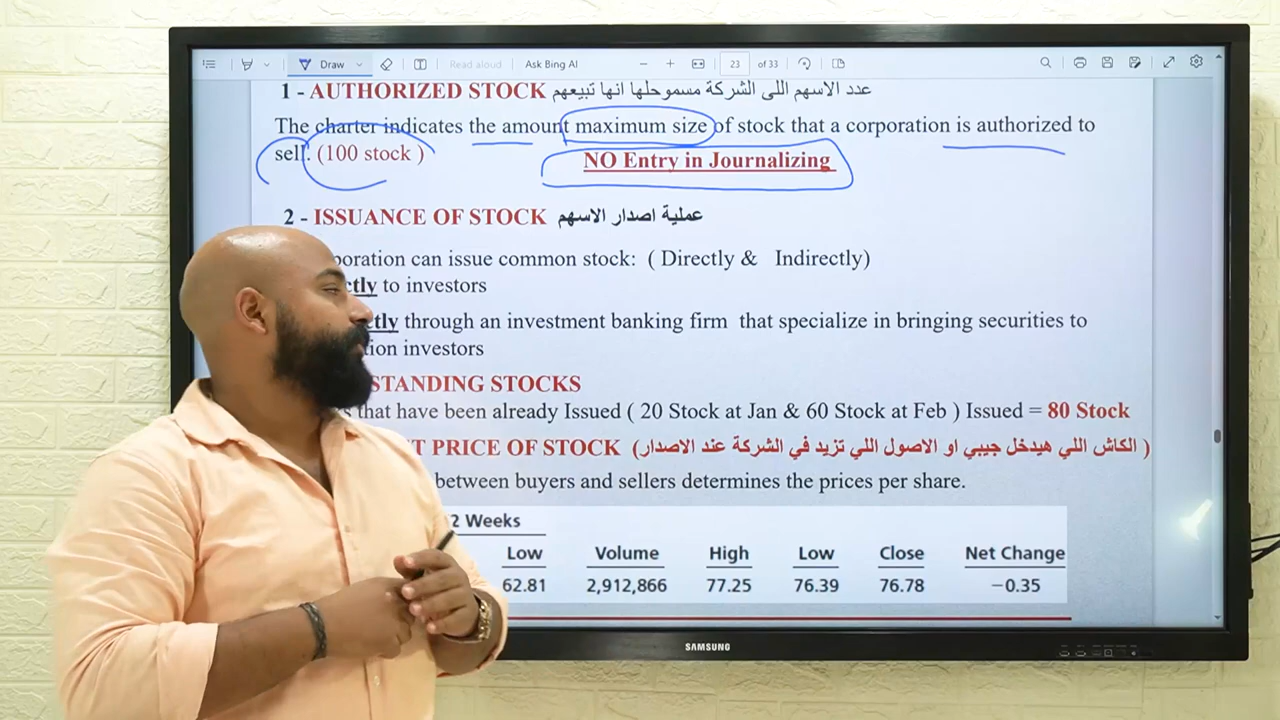 Draw
Read aloud
Ask Bing AI
23
of 33
1 - AUTHORIZED STOCK عدد الاسهم اللى الشركة مسموحلها انها تبيعهم
The charter indicates the amount maximum size of stock that a corporation is authorized to
sell. (100 stock )
NO Entry in Journalizing
2 - ISSUANCE OF STOCK عملية اصدار الاسهم
poration can issue common stock: ( Directly & Indirectly)
ctly to investors
ctly through an investment banking firm that specialize in bringing securities to
tion investors
STANDING STOCKS
that have been already Issued ( 20 Stock at Jan & 60 Stock at Feb ) Issued = 80 Stock
T PRICE OF STOCK (الكاش اللي هيدخل جيبي او الاصول اللي تزيد في الشركة عند الاصدار )
between buyers and sellers determines the prices per share.
2 Weeks
Low Volume High Low Close Net Change
62.81 2,912,866 77.25 76.39 76.78 −0.35
SAMSUNG